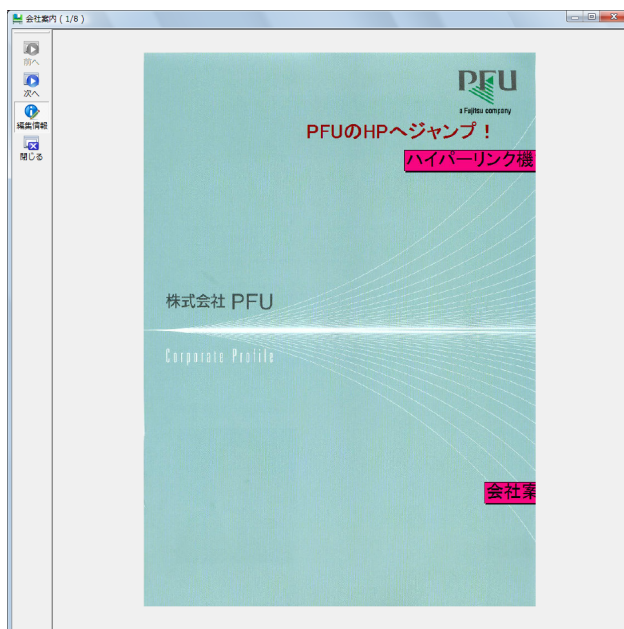 会社案内 ( 1/8 )
前へ
次へ
編集情報
閉じる
PFU
a Fujitsu company
PFUのHPへジャンプ！
ハイパーリンク機
株式会社 PFU
Corporate Profile
会社案